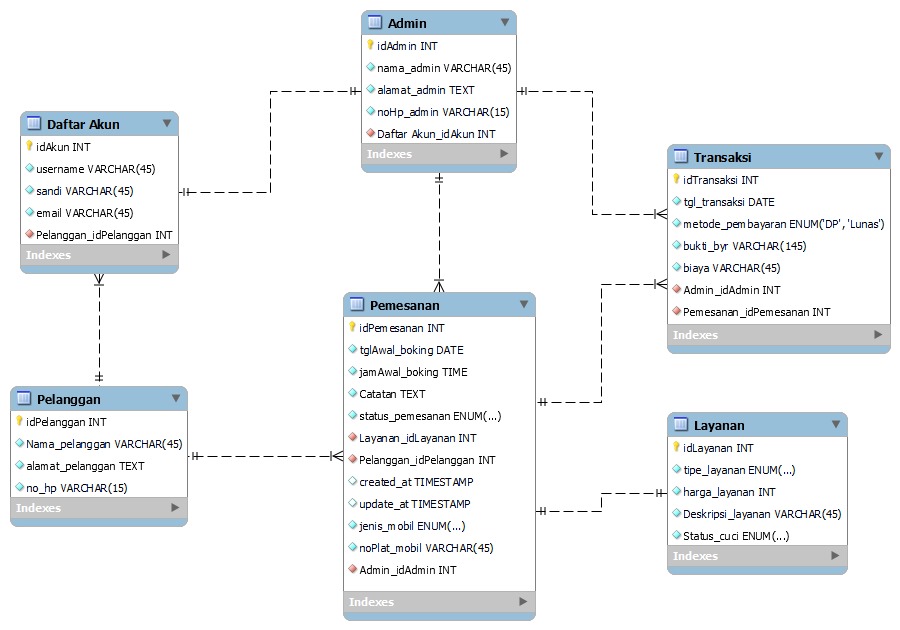 Admin
idAdmin INT
nama_admin VARCHAR(45)
alamat_admin TEXT
noHp_admin VARCHAR(15)
Daftar Akun_idAkun INT
Indexes
Daftar Akun
idAkun INT
username VARCHAR(45)
sandi VARCHAR(45)
email VARCHAR(45)
Pelanggan_idPelanggan INT
Indexes
Transaksi
idTransaksi INT
tgl_transaksi DATE
metode_pembayaran ENUM('DP', 'Lunas')
bukti_byr VARCHAR(145)
biaya VARCHAR(45)
Admin_idAdmin INT
Pemesanan_idPemesanan INT
Indexes
Pemesanan
idPemesanan INT
tglAwal_boking DATE
jamAwal_boking TIME
Catatan TEXT
status_pemesanan ENUM(...)
Layanan_idLayanan INT
Pelanggan_idPelanggan INT
created_at TIMESTAMP
update_at TIMESTAMP
jenis_mobil ENUM(...)
noPlat_mobil VARCHAR(45)
Admin_idAdmin INT
Indexes
Pelanggan
idPelanggan INT
Nama_pelanggan VARCHAR(45)
alamat_pelanggan TEXT
no_hp VARCHAR(15)
Indexes
Layanan
idLayanan INT
tipe_layanan ENUM(...)
harga_layanan INT
Deskripsi_layanan VARCHAR(45)
Status_cuci ENUM(...)
Indexes